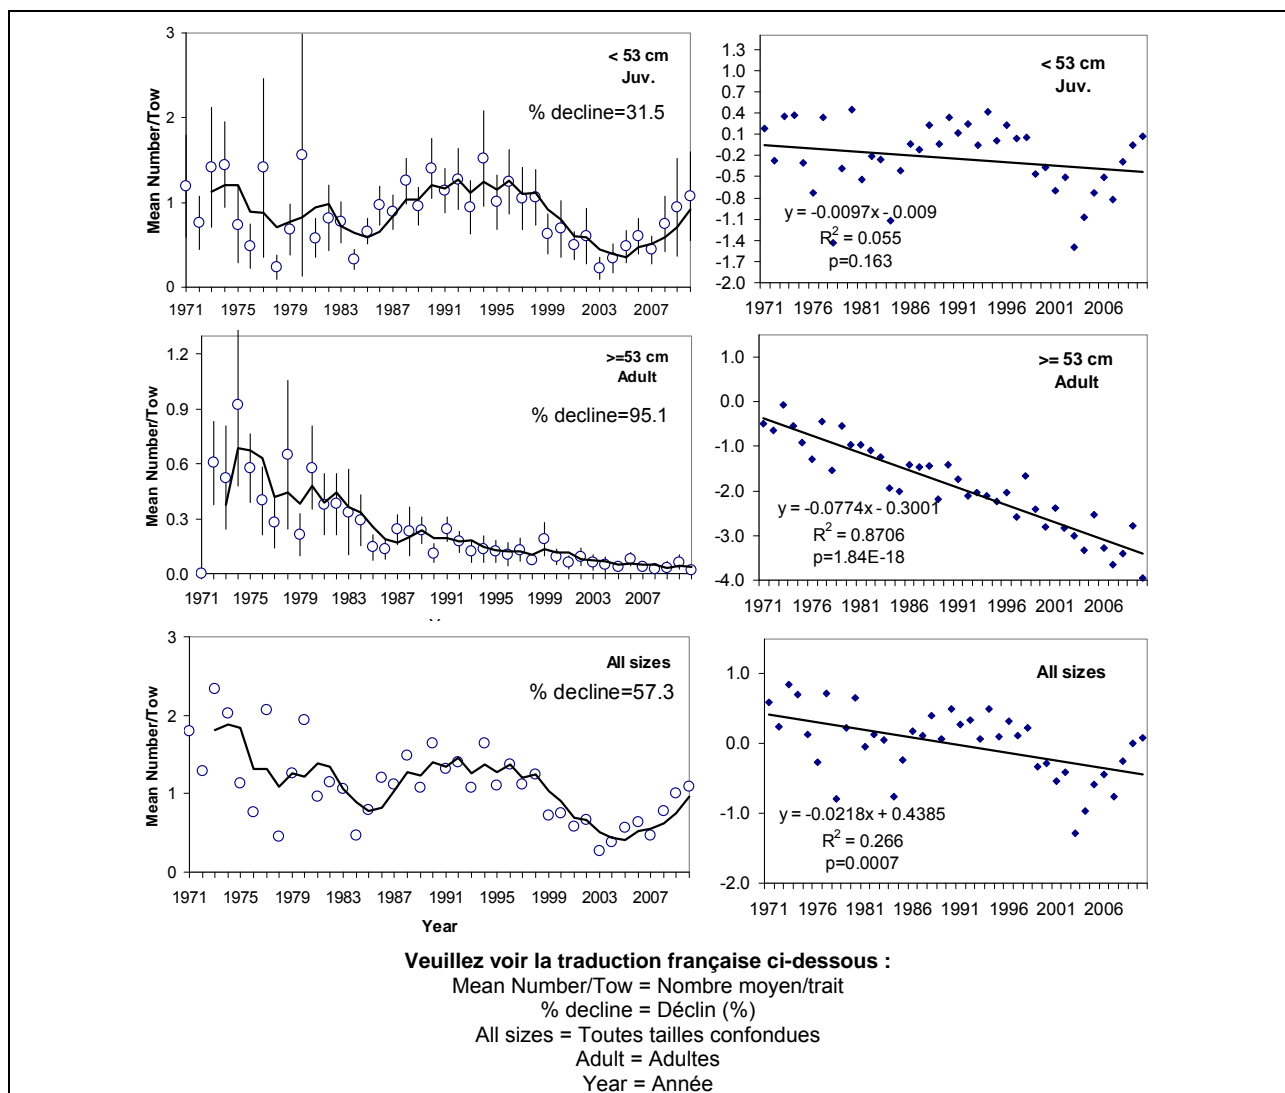 3
2
1
0
Mean Number/Tow
< 53 cm
Juv.
% decline=31.5
1971 1975 1979 1983 1987 1991 1995 1999 2003 2007
1.3
1.0
0.7
0.4
0.1
-0.2
-0.5
-0.8
-1.1
-1.4
-1.7
-2.0
< 53 cm
Juv.
y = -0.0097x - 0.009
R² = 0.055
p=0.163
1971 1976 1981 1986 1991 1996 2001 2006
1.2
0.9
0.6
0.3
0.0
Mean Number/Tow
>=53 cm
Adult
% decline=95.1
1971 1975 1979 1983 1987 1991 1995 1999 2003 2007
1.0
0.0
-1.0
-2.0
-3.0
-4.0
>= 53 cm
Adult
y = -0.0774x - 0.3001
R² = 0.8706
p=1.84E-18
1971 1976 1981 1986 1991 1996 2001 2006
3
2
1
0
Mean Number/Tow
All sizes
% decline=57.3
1971 1975 1979 1983 1987 1991 1995 1999 2003 2007
Year
1.0
0.0
-1.0
-2.0
All sizes
y = -0.0218x + 0.4385
R² = 0.266
p=0.0007
1971 1976 1981 1986 1991 1996 2001 2006
Veuillez voir la traduction française ci-dessous :
Mean Number/Tow = Nombre moyen/trait
% decline = Déclin (%)
All sizes = Toutes tailles confondues
Adult = Adultes
Year = Année